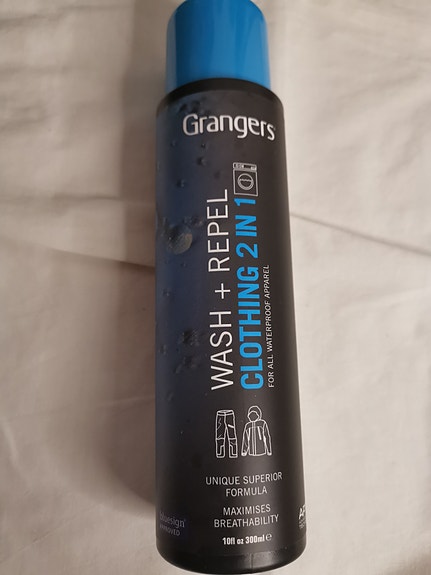 Grangers
WASH + REPEL
CLOTHING 2 IN 1
FOR ALL WATERPROOF APPAREL
UNIQUE SUPERIOR
FORMULA
MAXIMISES
BREATHABILITY
bluesign
APPROVED
10fl oz 300ml e